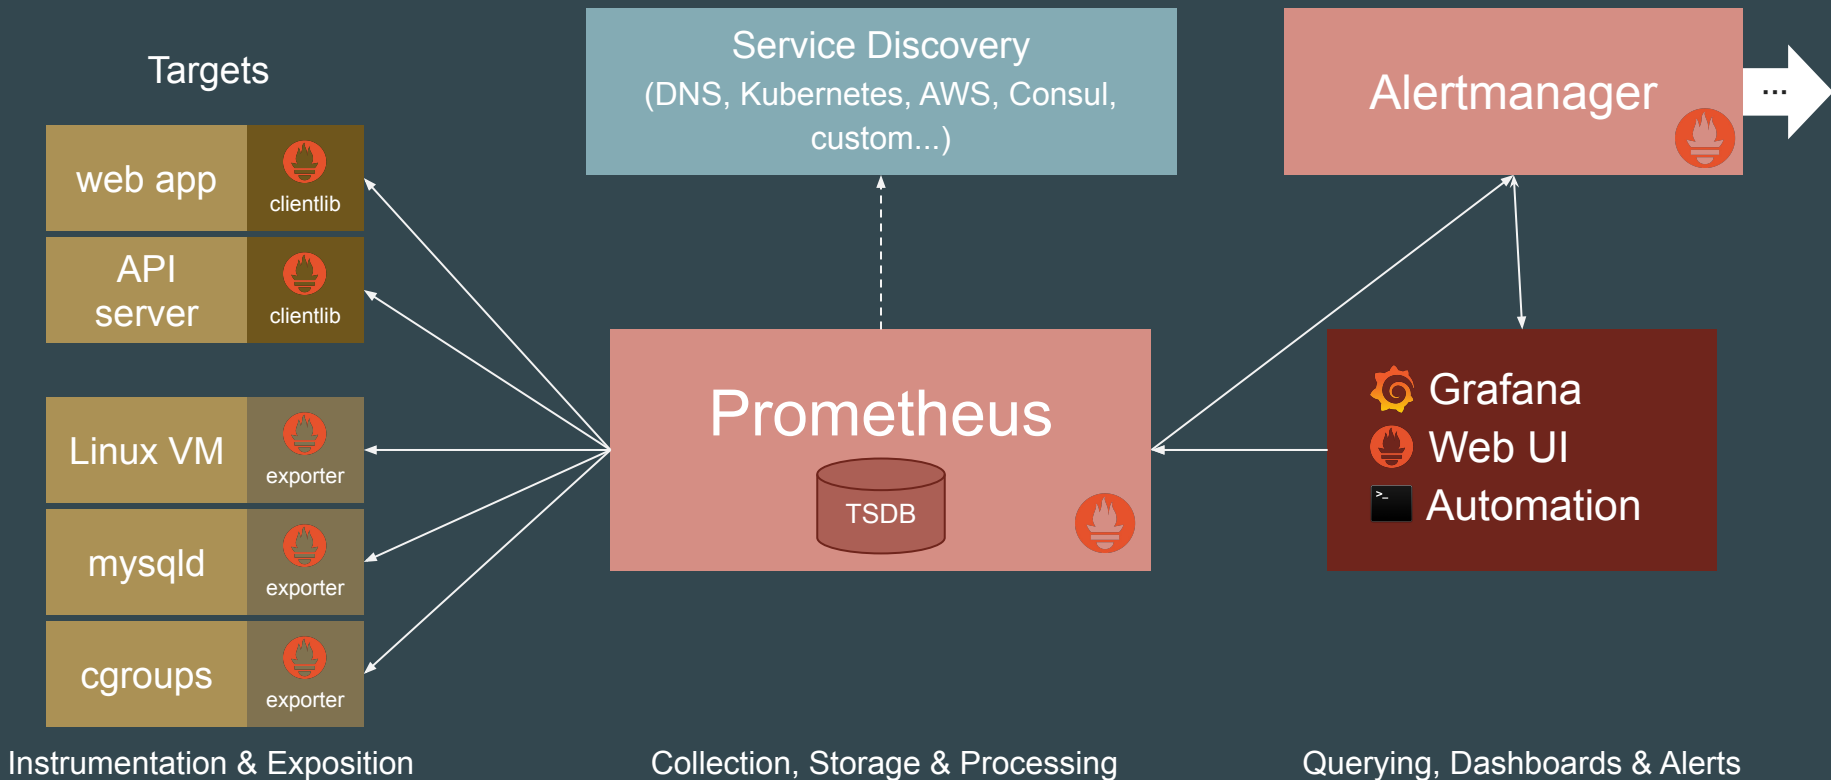 Targets
web app
clientlib
API
server
clientlib
Linux VM
exporter
mysqld
exporter
cgroups
exporter
Instrumentation & Exposition
Service Discovery
(DNS, Kubernetes, AWS, Consul,
custom...)
Prometheus
TSDB
Collection, Storage & Processing
Alertmanager
...
Grafana
>_
Web UI
Automation
Querying, Dashboards & Alerts